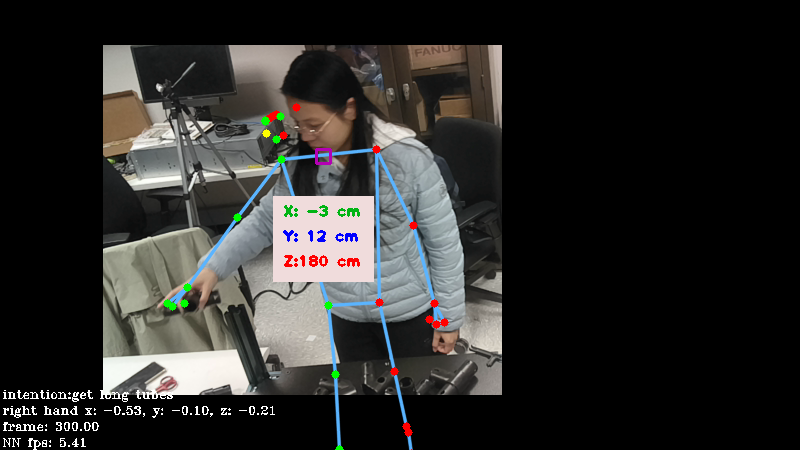 FANUC
X: -3 cm
Y: 12 cm
Z:180 cm
intention:get long tubes
right hand x: -0.53, y: -0.10, z: -0.21
frame: 300.00
NN fps: 5.41